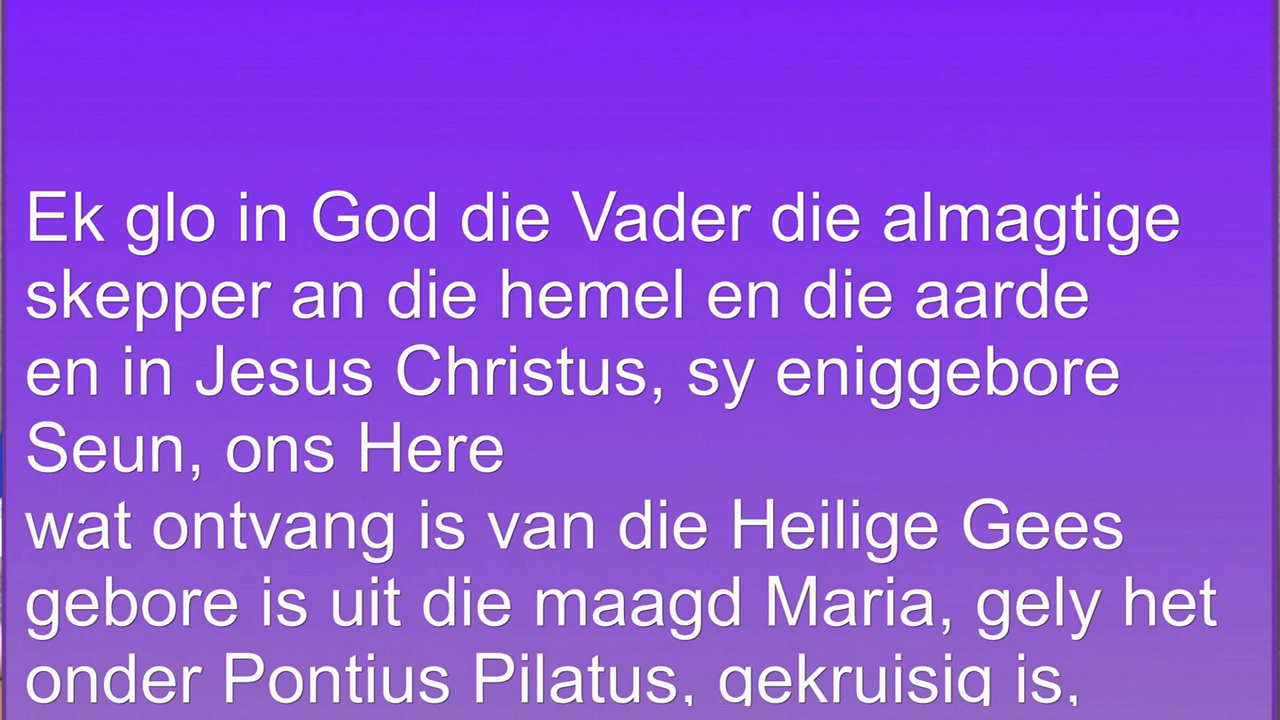 Ek glo in God die Vader die almagtige
skepper an die hemel en die aarde
en in Jesus Christus, sy eniggebore
Seun, ons Here
wat ontvang is van die Heilige Gees
gebore is uit die maagd Maria, gely het
onder Pontius Pilatus, gekruisig is,